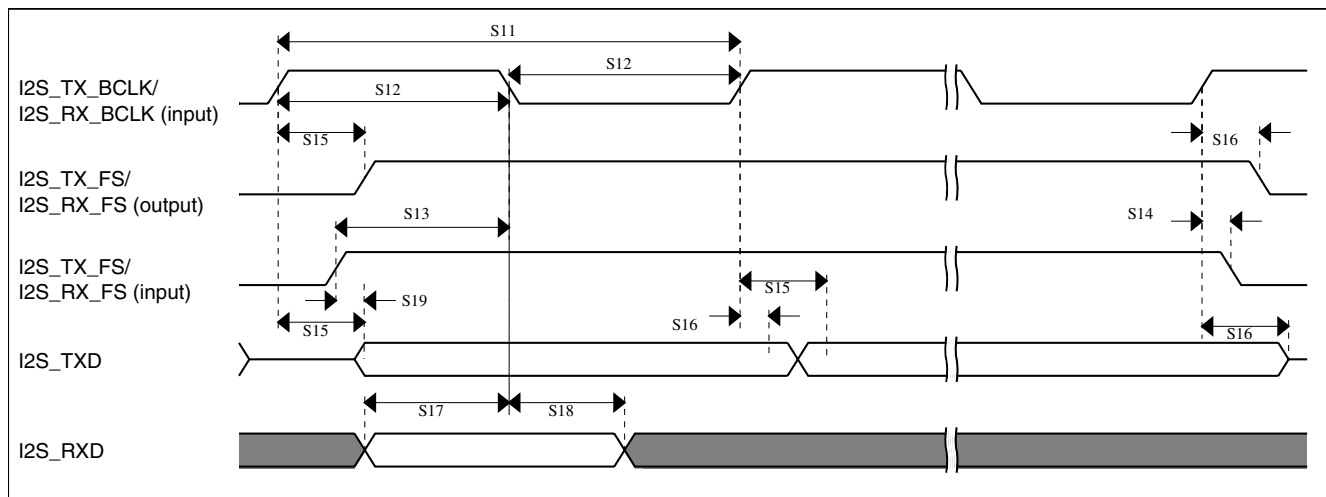 S11
I2S_TX_BCLK/
I2S_RX_BCLK (input)
S12
S12
S15
S16
I2S_TX_FS/
I2S_RX_FS (output)
S13
S14
I2S_TX_FS/
I2S_RX_FS (input)
S19
S15
S15
S16
S16
I2S_TXD
S17
S18
I2S_RXD